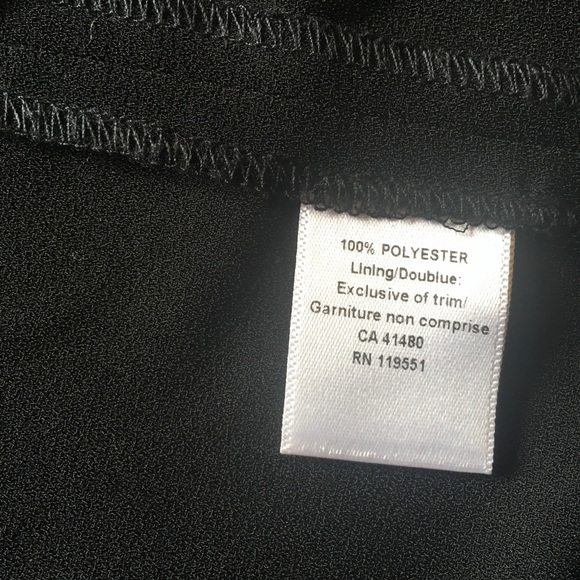 100% POLYESTER
Lining/Doublue:
Exclusive of trim/
Garniture non comprise
CA 41480
RN 119551